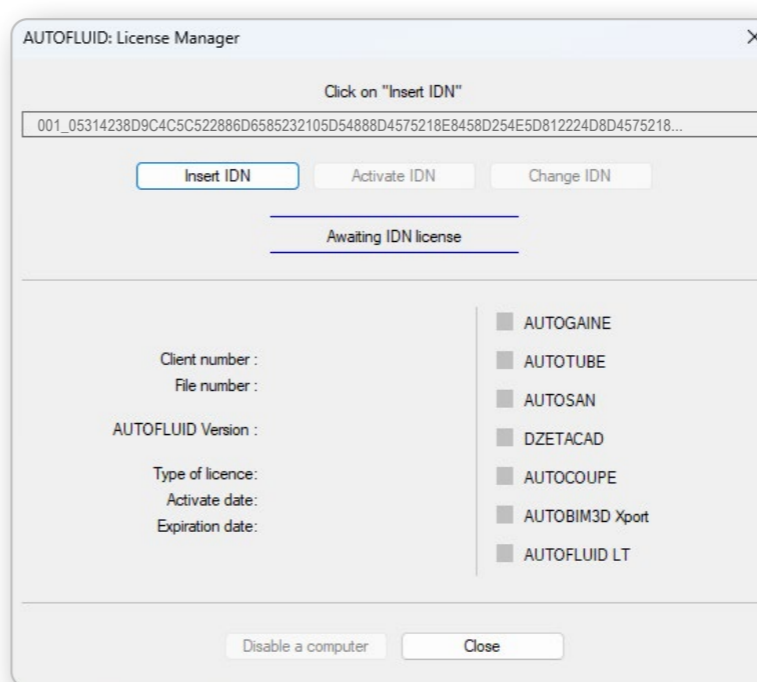 AUTOFLUID: License Manager
Click on "Insert IDN"
001_05314238D9C4C5C522886D6585232105D54888D4575218E8458D254E5D812224D8D4575218...
Insert IDN Activate IDN Change IDN
Awaiting IDN license
Client number :
File number :
AUTOFLUID Version :
Type of licence:
Activate date:
Expiration date:
AUTOGAINE
AUTOTUBE
AUTOSAN
DZETACAD
AUTOCOUPE
AUTOBIM3D Xport
AUTOFLUID LT
Disable a computer Close